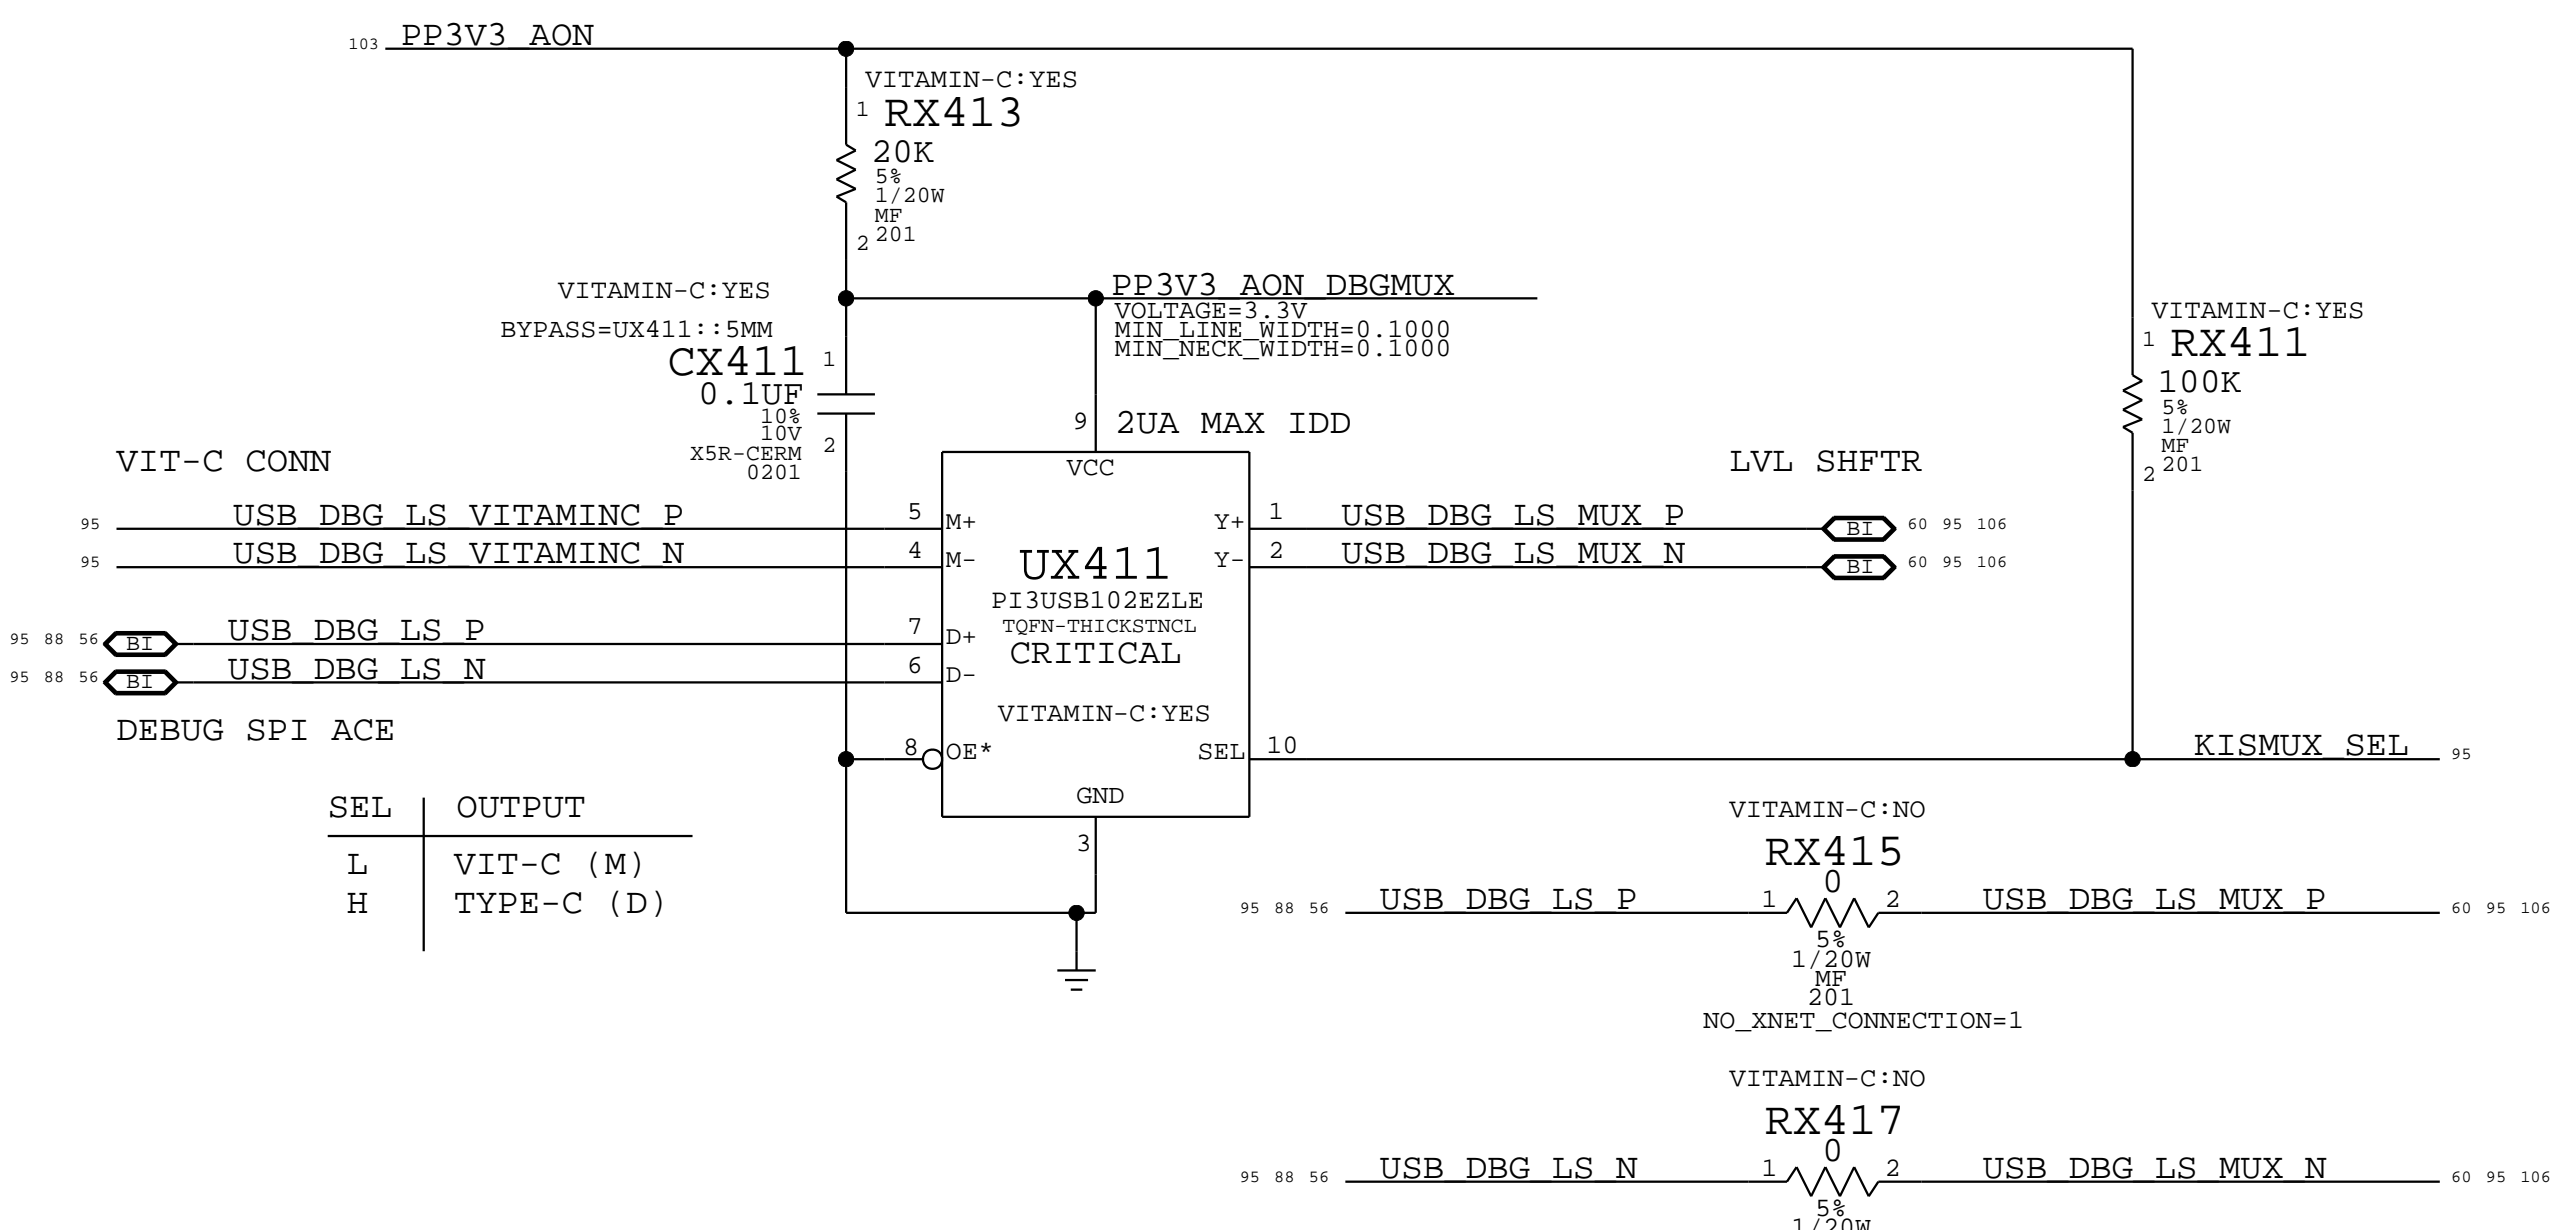 103 PP3V3_AON
VITAMIN-C:YES
1 RX413
20K
5%
1/20W
MF
201
2
VITAMIN-C:YES
BYPASS=UX411::5MM
CX411 1
0.1UF
10%
10V
X5R-CERM
0201
2
PP3V3_AON_DBGMUX
VOLTAGE=3.3V
MIN_LINE_WIDTH=0.1000
MIN_NECK_WIDTH=0.1000
9 2UA MAX IDD
VITAMIN-C:YES
1 RX411
100K
5%
1/20W
MF
201
2
VIT-C CONN
LVL SHFTR
95 USB_DBG_LS_VITAMINC_P 5
95 USB_DBG_LS_VITAMINC_N 4
95 88 56 BI USB_DBG_LS_P 7
95 88 56 BI USB_DBG_LS_N 6
DEBUG SPI ACE
8
VCC
M+ Y+
M- Y-
UX411
PI3USB102EZLE
TQFN-THICKSTNCL
CRITICAL
D+
D-
VITAMIN-C:YES
OE* SEL
GND
3
1 USB_DBG_LS_MUX_P BI 60 95 106
2 USB_DBG_LS_MUX_N BI 60 95 106
10 KISMUX_SEL 95
SEL OUTPUT
L VIT-C (M)
H TYPE-C (D)
VITAMIN-C:NO
RX415
0
95 88 56 USB_DBG_LS_P 1 2 USB_DBG_LS_MUX_P 60 95 106
5%
1/20W
MF
201
NO_XNET_CONNECTION=1
VITAMIN-C:NO
RX417
0
95 88 56 USB_DBG_LS_N 1 2 USB_DBG_LS_MUX_N 60 95 106
5%
1/20W